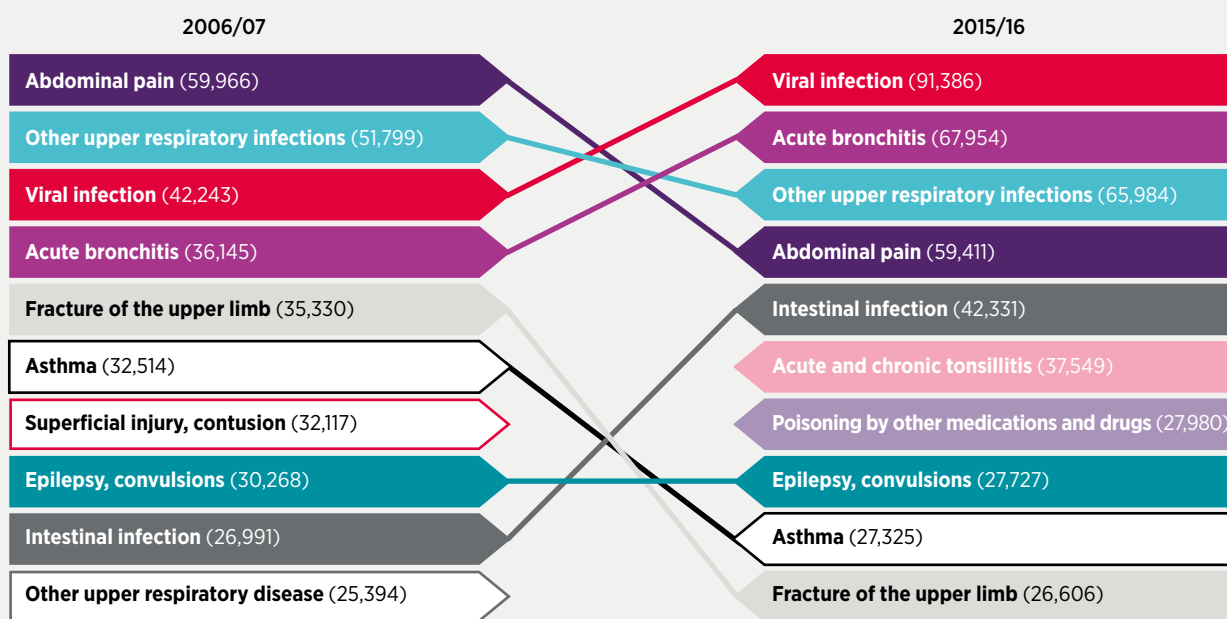 2006/07
Abdominal pain (59,966)
Other upper respiratory infections (51,799)
Viral infection (42,243)
Acute bronchitis (36,145)
Fracture of the upper limb (35,330)
Asthma (32,514)
Superficial injury, contusion (32,117)
Epilepsy, convulsions (30,268)
Intestinal infection (26,991)
Other upper respiratory disease (25,394)
2015/16
Viral infection (91,386)
Acute bronchitis (67,954)
Other upper respiratory infections (65,984)
Abdominal pain (59,411)
Intestinal infection (42,331)
Acute and chronic tonsillitis (37,549)
Poisoning by other medications and drugs (27,980)
Epilepsy, convulsions (27,727)
Asthma (27,325)
Fracture of the upper limb (26,606)